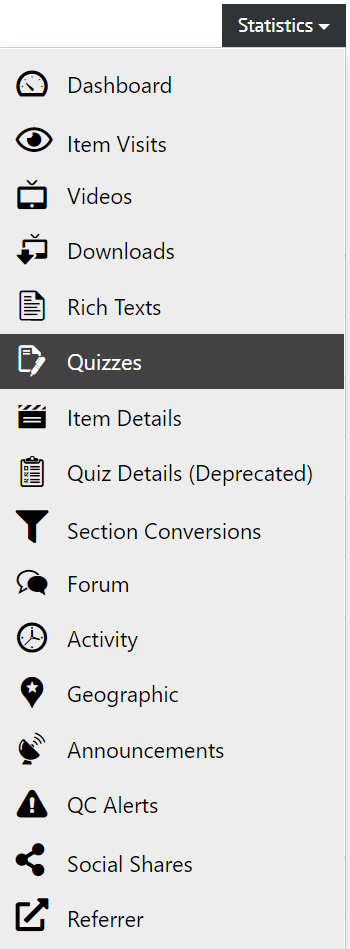 Statistics
Dashboard
Item Visits
Videos
Downloads
Rich Texts
Quizzes
Item Details
Quiz Details (Deprecated)
Section Conversions
Forum
Activity
Geographic
Announcements
QC Alerts
Social Shares
Referrer